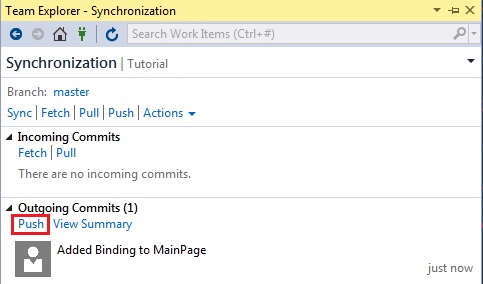 Team Explorer - Synchronization
Search Work Items (Ctrl+#)
Synchronization | Tutorial
Branch: master
Sync | Fetch | Pull | Push | Actions
Incoming Commits
Fetch | Pull
There are no incoming commits.
Outgoing Commits (1)
Push View Summary
Added Binding to MainPage
just now